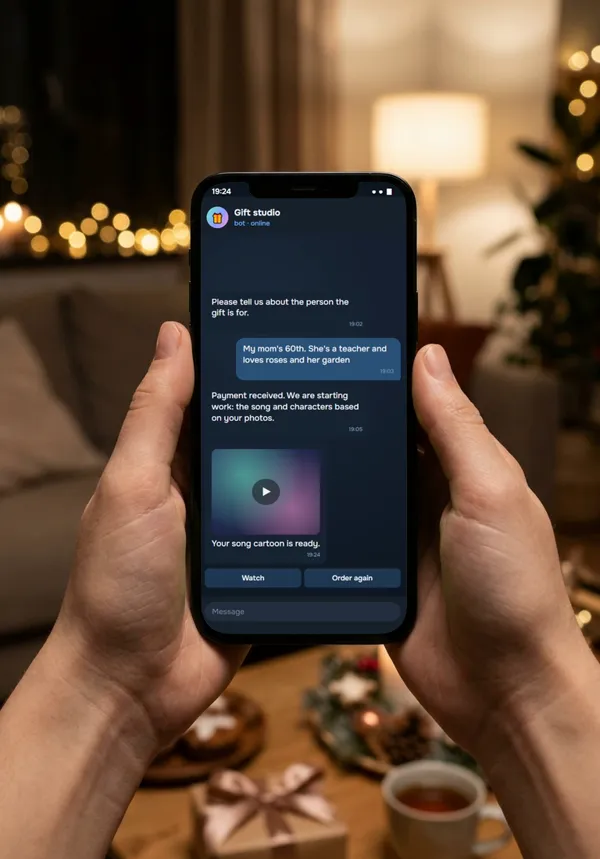 19:24
Gift studio
bot · online
Please tell us about the person the
gift is for.
19:02
My mom's 60th. She's a teacher and
loves roses and her garden
19:03
Payment received. We are starting
work: the song and characters based
on your photos.
19:05
Your song cartoon is ready.
19:24
Watch
Order again
Message